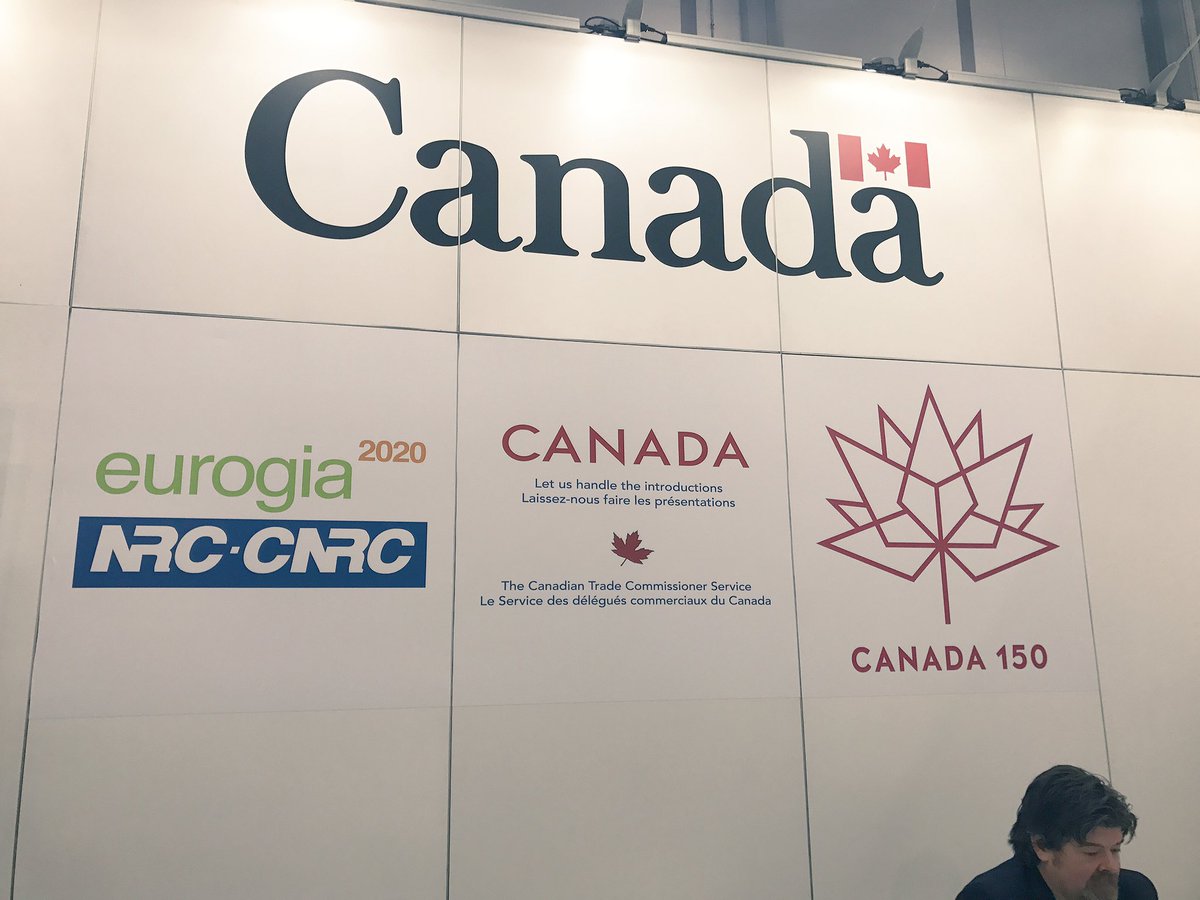 Canada
eurogia2020
NRC·CNRC
CANADA
Let us handle the introductions
Laissez-nous faire les présentations
The Canadian Trade Commissioner Service
Le Service des délégués commerciaux du Canada
CANADA 150